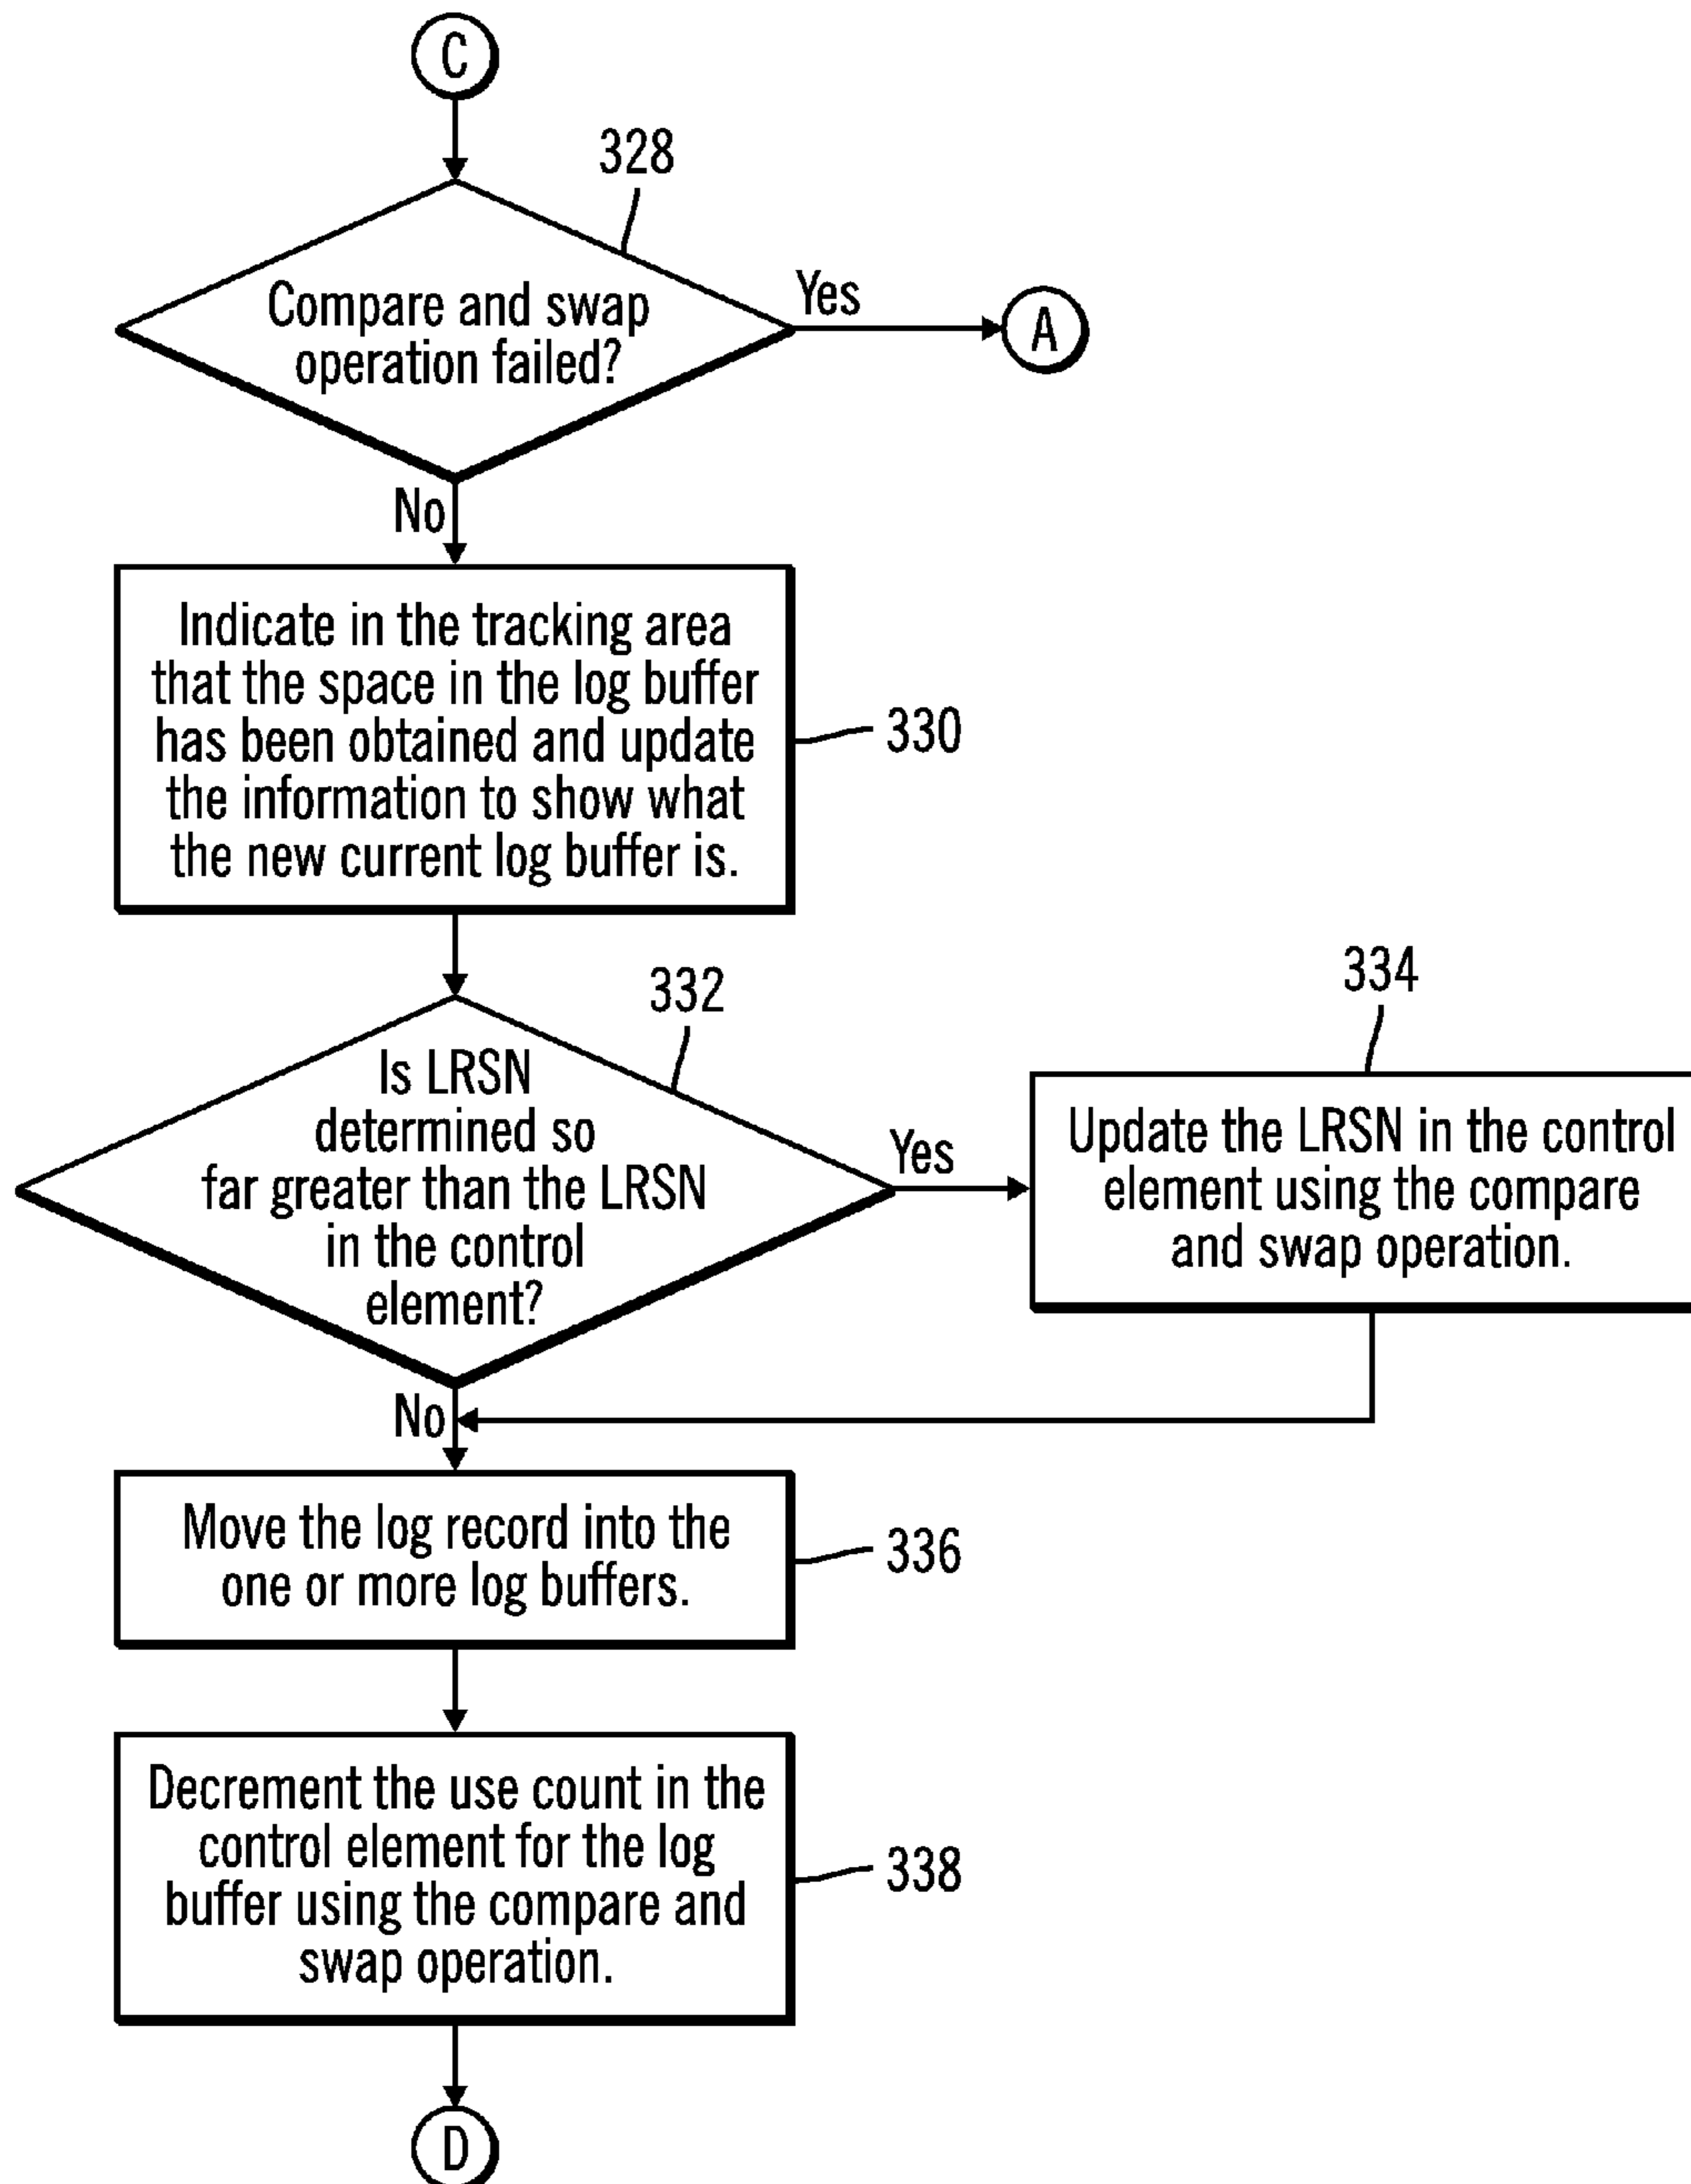 C
328
Compare and swap
operation failed?
Yes
A
No
Indicate in the tracking area
that the space in the log buffer
has been obtained and update
the information to show what
the new current log buffer is.
330
332
Is LRSN
determined so
far greater than the LRSN
in the control
element?
Yes
334
Update the LRSN in the control
element using the compare
and swap operation.
No
Move the log record into the
one or more log buffers.
336
Decrement the use count in the
control element for the log
buffer using the compare and
swap operation.
338
D